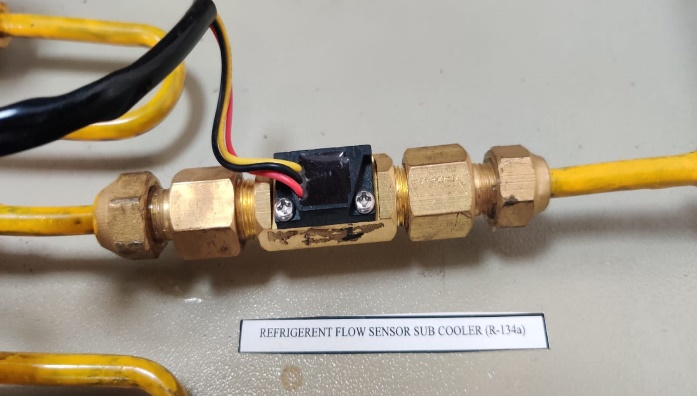 REFRIGERENT FLOW SENSOR SUB COOLER (R-134a)